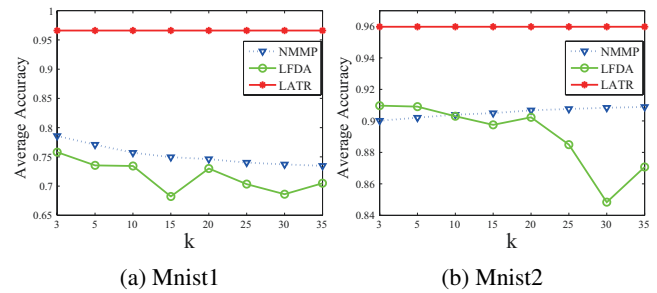 1
0.95
0.9
0.85
0.8
0.75
0.7
0.65
Average Accuracy
3 5 10 15 20 25 30 35
k
NMMP
LFDA
LATR
(a) Mnist1
0.96
0.94
0.92
0.9
0.88
0.86
0.84
Average Accuracy
3 5 10 15 20 25 30 35
k
NMMP
LFDA
LATR
(b) Mnist2